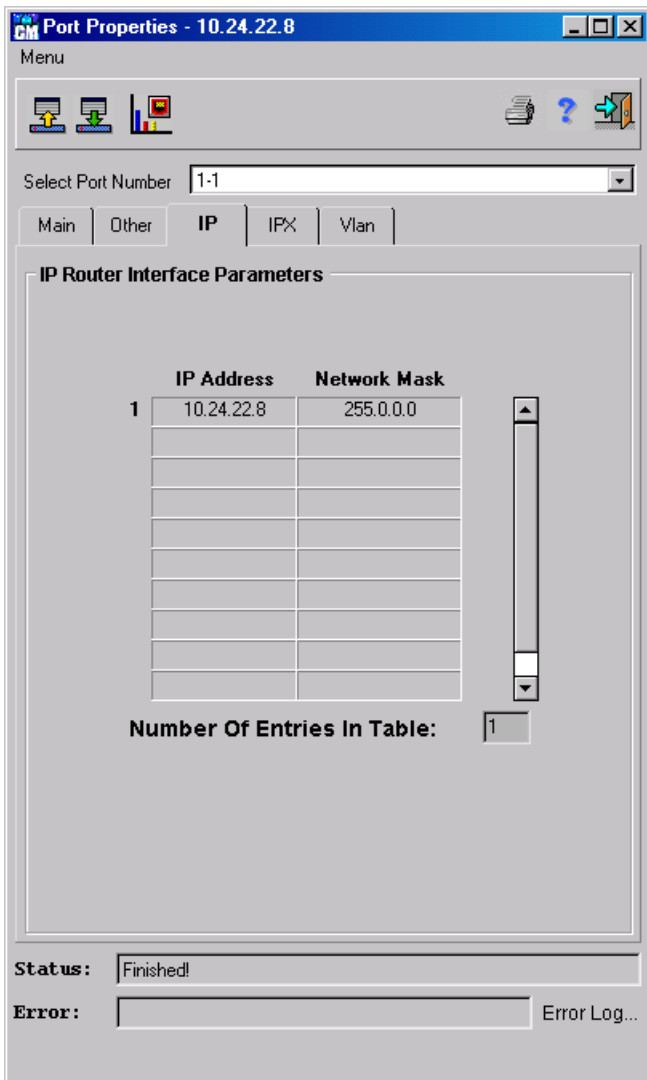 GM Port Properties - 10.24.22.8
Menu
Select Port Number 1-1
Main Other IP IPX Vlan
IP Router Interface Parameters
IP Address Network Mask
1 10.24.22.8 255.0.0.0
Number Of Entries In Table: 1
Status: Finished!
Error: Error Log...